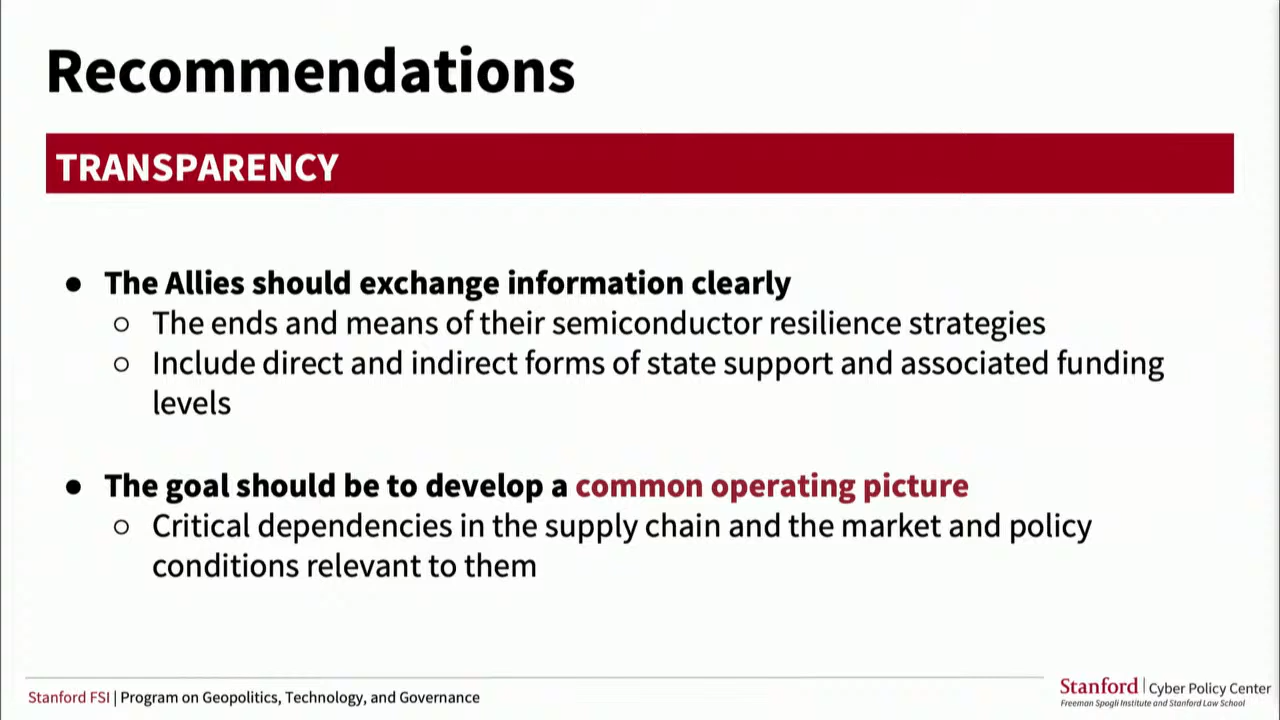 Recommendations
TRANSPARENCY
● The Allies should exchange information clearly
○ The ends and means of their semiconductor resilience strategies
○ Include direct and indirect forms of state support and associated funding
levels
● The goal should be to develop a common operating picture
○ Critical dependencies in the supply chain and the market and policy
conditions relevant to them
Stanford FSI | Program on Geopolitics, Technology, and Governance
Stanford | Cyber Policy Center
Freeman Spogli Institute and Stanford Law School